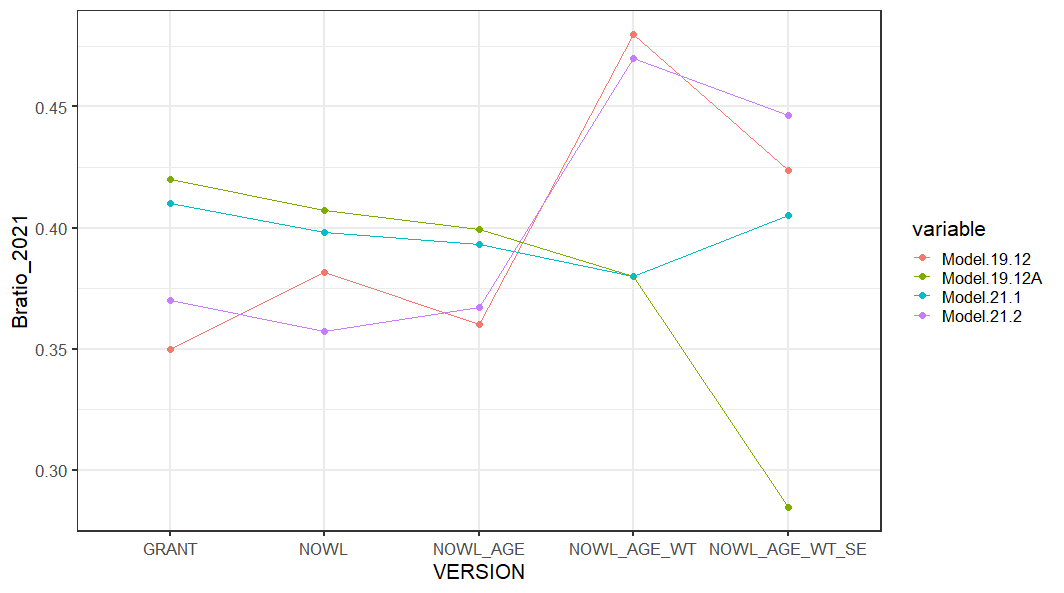 0.45
0.40
0.35
0.30
Bratio_2021
GRANT
NOWL
NOWL_AGE
NOWL_AGE_WT
NOWL_AGE_WT_SE
VERSION
variable
Model.19.12
Model.19.12A
Model.21.1
Model.21.2